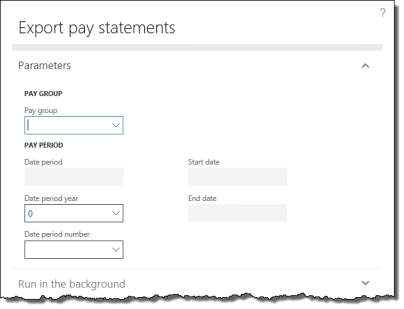 ?
Export pay statements
Parameters
PAY GROUP
Pay group
PAY PERIOD
Date period
Start date
Date period year
End date
0
Date period number
Run in the background